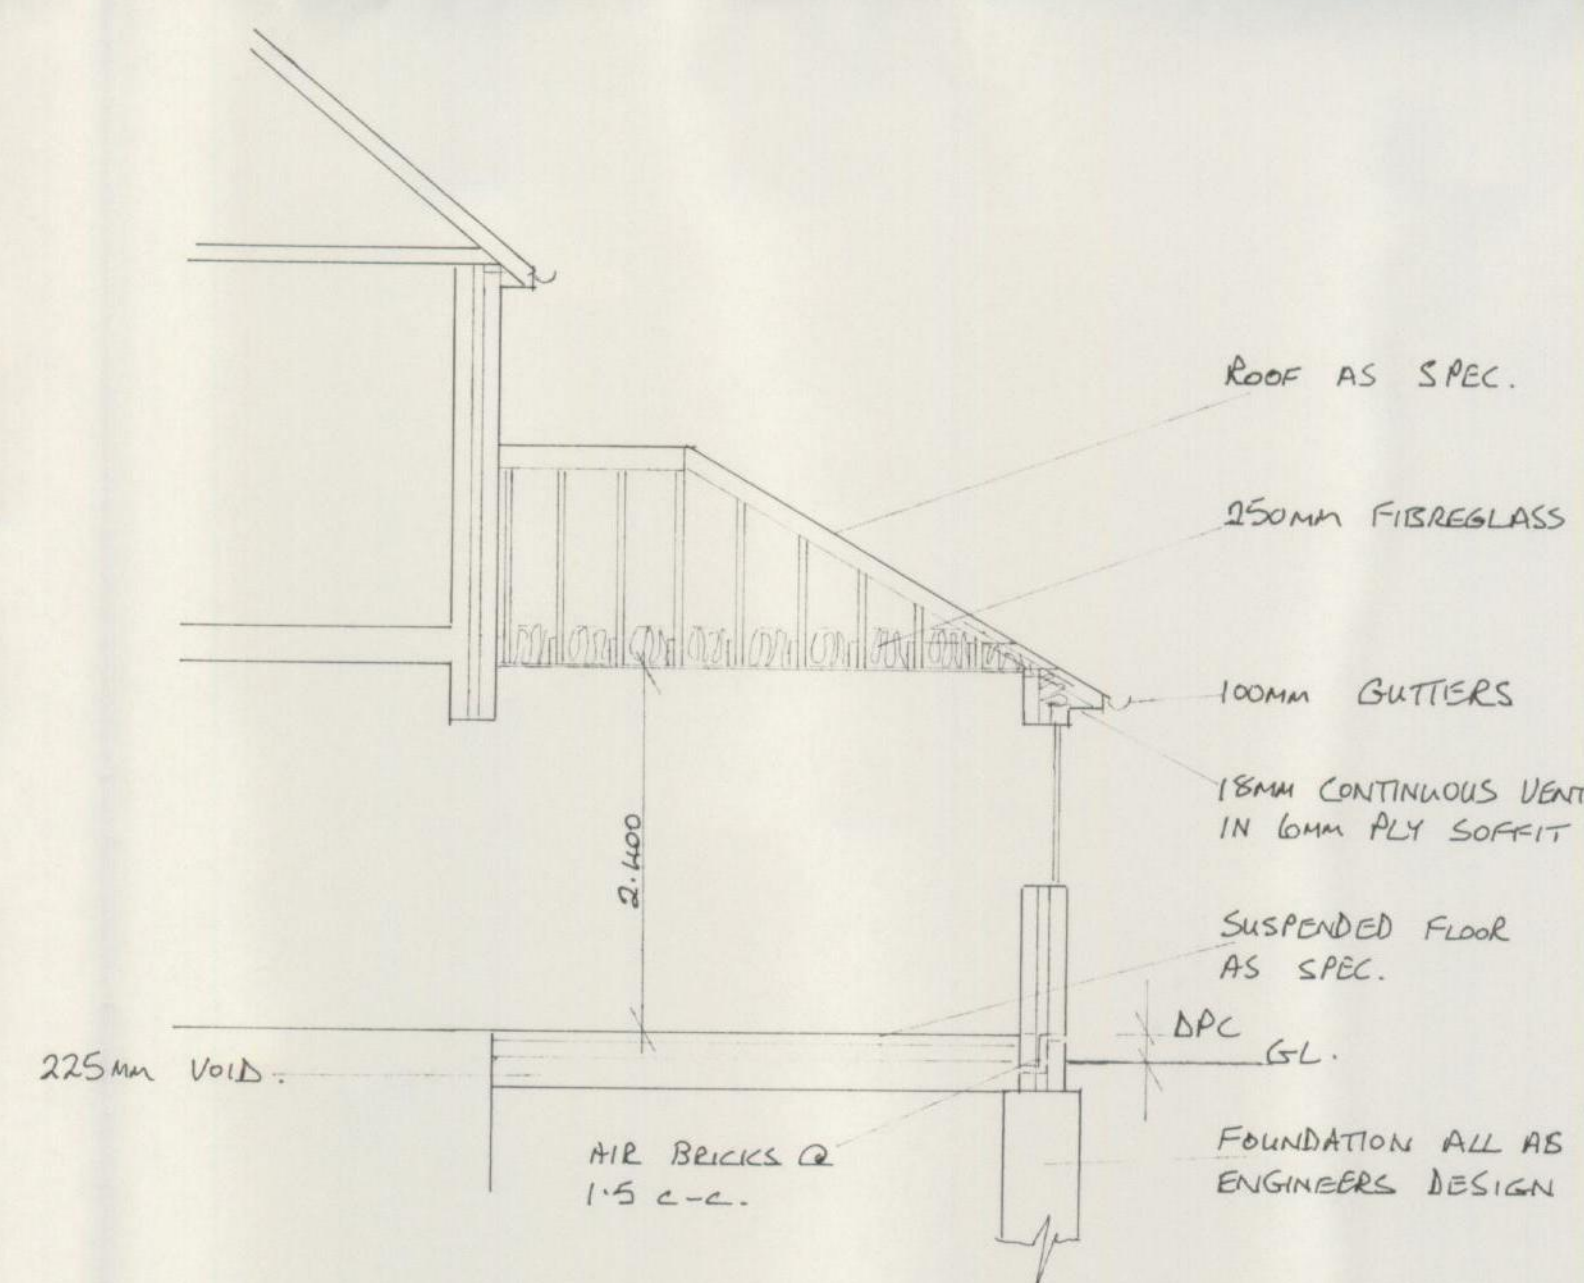 ROOF AS SPEC.
250MM FIBREGLASS
100MM GUTTERS
18MM CONTINUOUS VENT
IN 6MM PLY SOFFIT
2.400
SUSPENDED FLOOR
AS SPEC.
DPC
GL.
225MM VOID.
AIR BRICKS @
1.5 C-C.
FOUNDATION ALL AS
ENGINEERS DESIGN